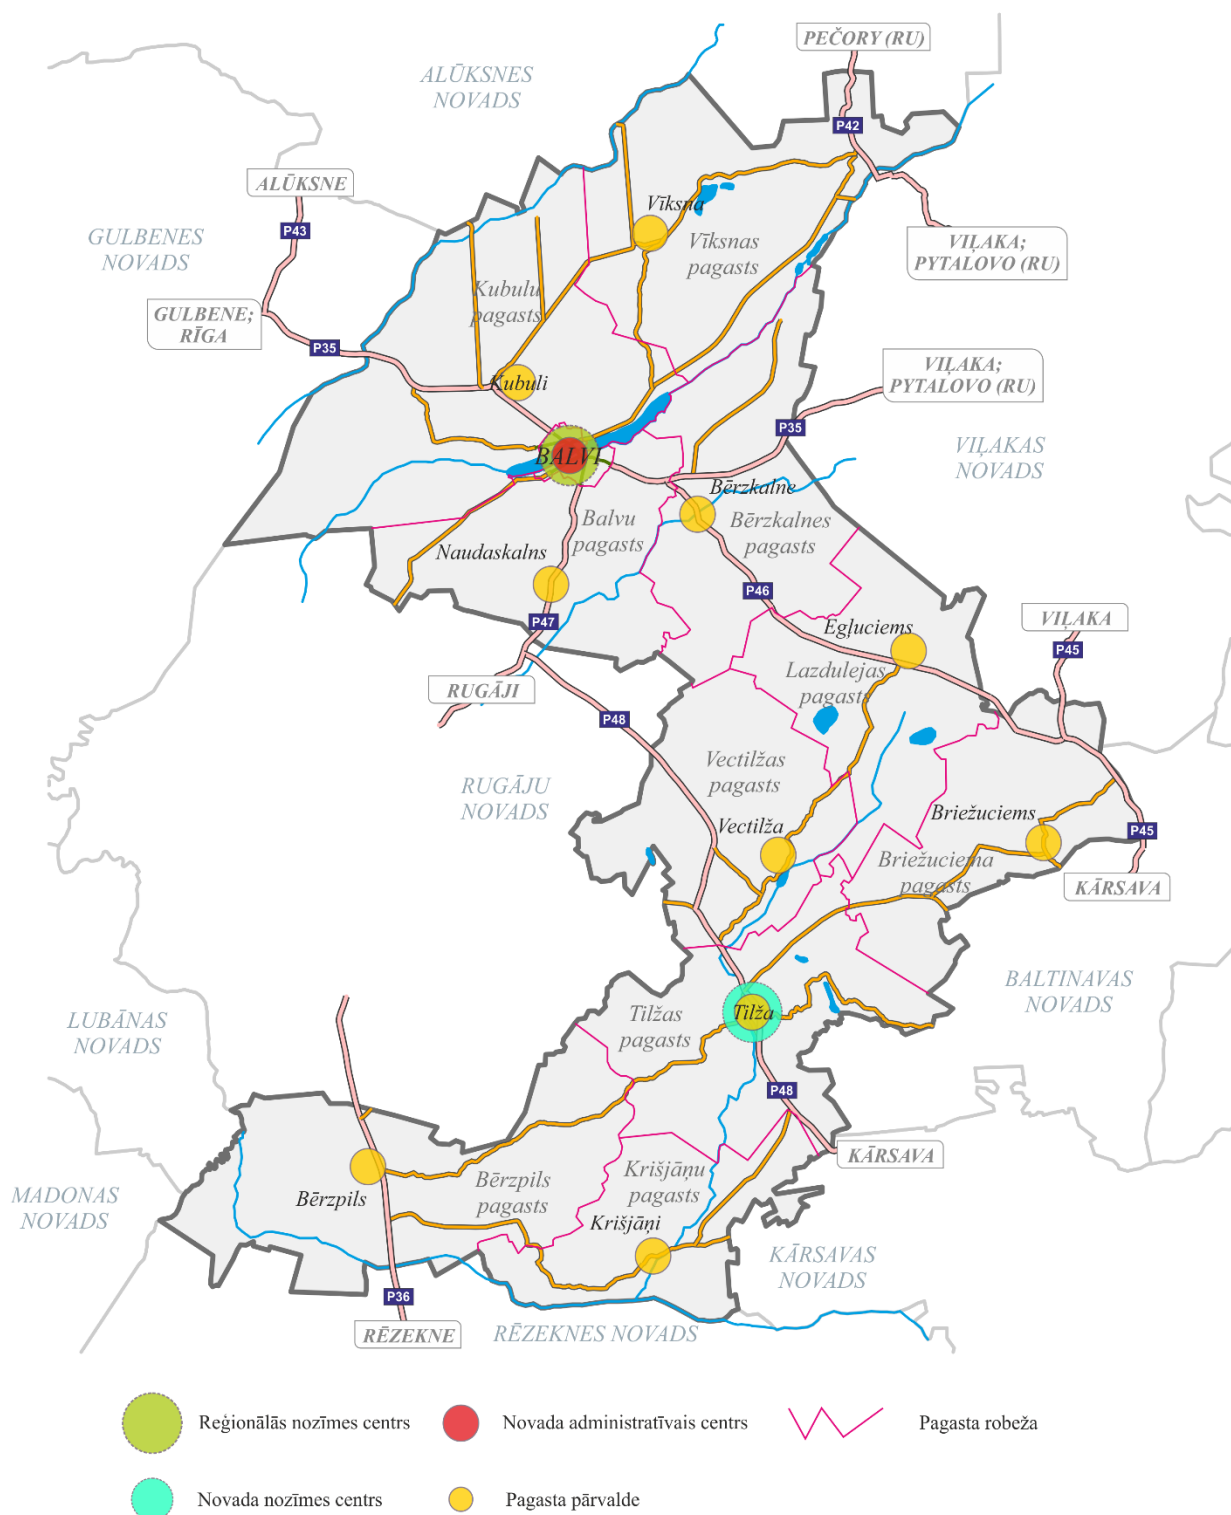 PEČORY (RU)
ALŪKSNES
NOVADS
P42
ALŪKSNE
Vīksna
P43
GULBENES
NOVADS
Vīksnas
pagasts
VIĻAKA;
PYTALOVO (RU)
Kubulu
pagasts
GULBENE;
RĪGA
P35
VIĻAKA;
PYTALOVO (RU)
Kubuli
P35
BALVI
VIĻAKAS
NOVADS
Bērzkalne
Balvu
pagasts
Bērzkalnes
pagasts
Naudaskalns
P46
P47
Egļuciems
VIĻAKA
P45
Lazdulejas
pagasts
RUGĀJI
P48
Vectilžas
pagasts
RUGĀJU
NOVADS
Briežuciems
Vectilža
P45
Briežuciema
pagasts
KĀRSAVA
BALTINAVAS
NOVADS
Tilžas
pagasts
Tilža
LUBĀNAS
NOVADS
P48
KĀRSAVA
Bērzpils
Bērzpils
pagasts
Krišjāņu
pagasts
MADONAS
NOVADS
Krišjāņi
KĀRSAVAS
NOVADS
P36
RĒZEKNE
RĒZEKNES NOVADS
Reģionālās nozīmes centrs
Novada administratīvais centrs
Pagasta robeža
Novada nozīmes centrs
Pagasta pārvalde